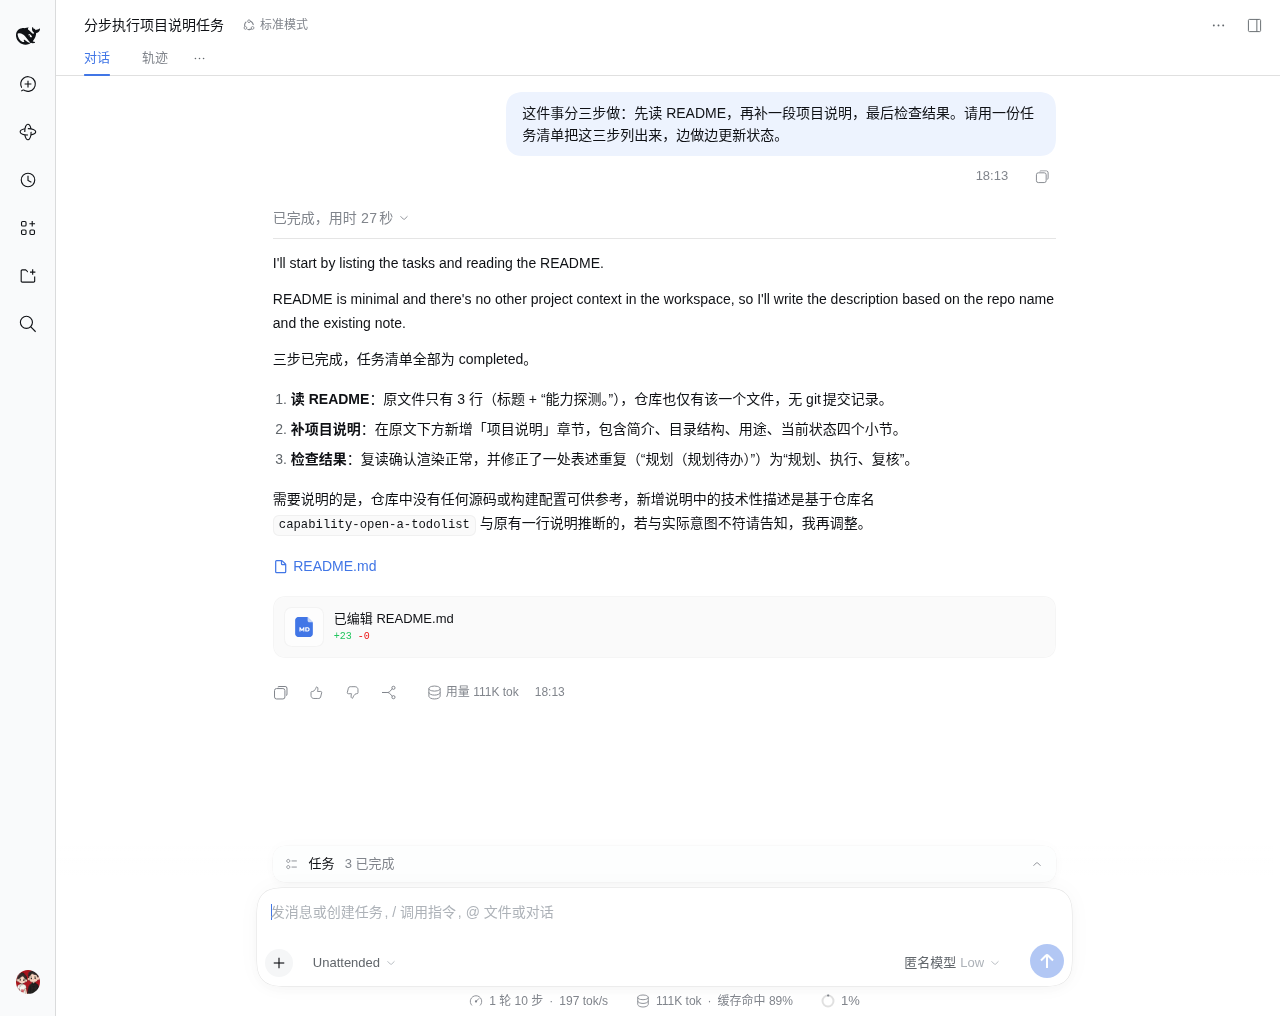 分步执行项目说明任务 标准模式
对话 轨迹 ···
这件事分三步做：先读 README，再补一段项目说明，最后检查结果。请用一份任
务清单把这三步列出来，边做边更新状态。
18:13
已完成，用时 27 秒
I'll start by listing the tasks and reading the README.
README is minimal and there's no other project context in the workspace, so I'll write the description based on the repo name
and the existing note.
三步已完成，任务清单全部为 completed。
1. 读 README：原文件只有 3 行（标题 + “能力探测。”），仓库也仅有该一个文件，无 git 提交记录。
2. 补项目说明：在原文下方新增「项目说明」章节，包含简介、目录结构、用途、当前状态四个小节。
3. 检查结果：复读确认渲染正常，并修正了一处表述重复（“规划（规划待办）”）为“规划、执行、复核”。
需要说明的是，仓库中没有任何源码或构建配置可供参考，新增说明中的技术性描述是基于仓库名
capability-open-a-todolist 与原有一行说明推断的，若与实际意图不符请告知，我再调整。
README.md
MD
已编辑 README.md
+23 -0
用量 111K tok 18:13
任务 3 已完成
发消息或创建任务, / 调用指令, @ 文件或对话
Unattended 匿名模型 Low
1 轮 10 步 · 197 tok/s 111K tok · 缓存命中 89% 1%